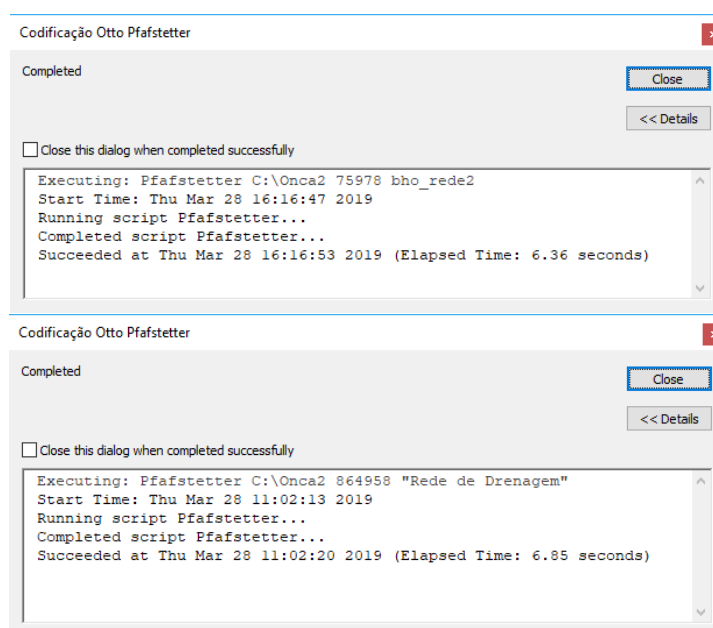 Codificação Otto Pfafstetter
Completed
Close
<< Details
Close this dialog when completed successfully
Executing: Pfafstetter C:\Onca2 75978 bho_rede2
Start Time: Thu Mar 28 16:16:47 2019
Running script Pfafstetter...
Completed script Pfafstetter...
Succeeded at Thu Mar 28 16:16:53 2019 (Elapsed Time: 6.36 seconds)
Codificação Otto Pfafstetter
Completed
Close
<< Details
Close this dialog when completed successfully
Executing: Pfafstetter C:\Onca2 864958 "Rede de Drenagem"
Start Time: Thu Mar 28 11:02:13 2019
Running script Pfafstetter...
Completed script Pfafstetter...
Succeeded at Thu Mar 28 11:02:20 2019 (Elapsed Time: 6.85 seconds)